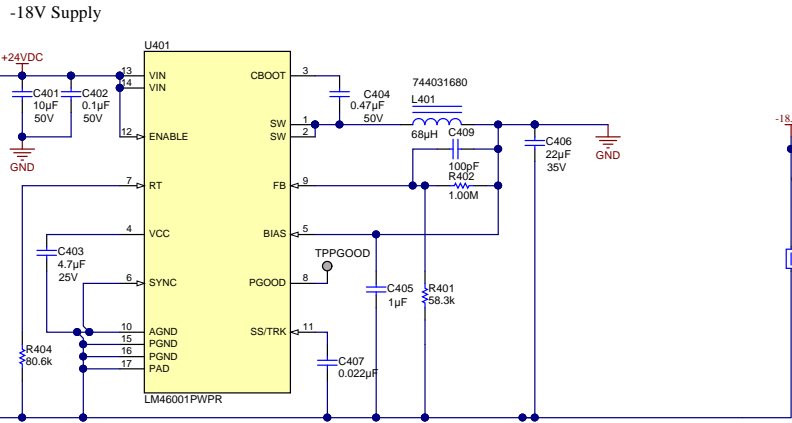 -18V Supply
U401
+24VDC
13 VIN
14 VIN
CBOOT 3
744031680
C401
10µF
50V
C402
0.1µF
50V
C404
0.47µF
50V
L401
68µH
-18.
SW 1
SW 2
12 ENABLE
C409
100pF
C406
22µF
35V
GND
GND
R402
1.00M
7 RT
FB 9
4 VCC
BIAS 5
C403
4.7µF
25V
TPPGOOD
6 SYNC
PGOOD 8
C405
1µF
R401
58.3k
10 AGND
15 PGND
16 PGND
17 PAD
SS/TRK 11
R404
80.6k
C407
0.022µF
LM46001PWPR